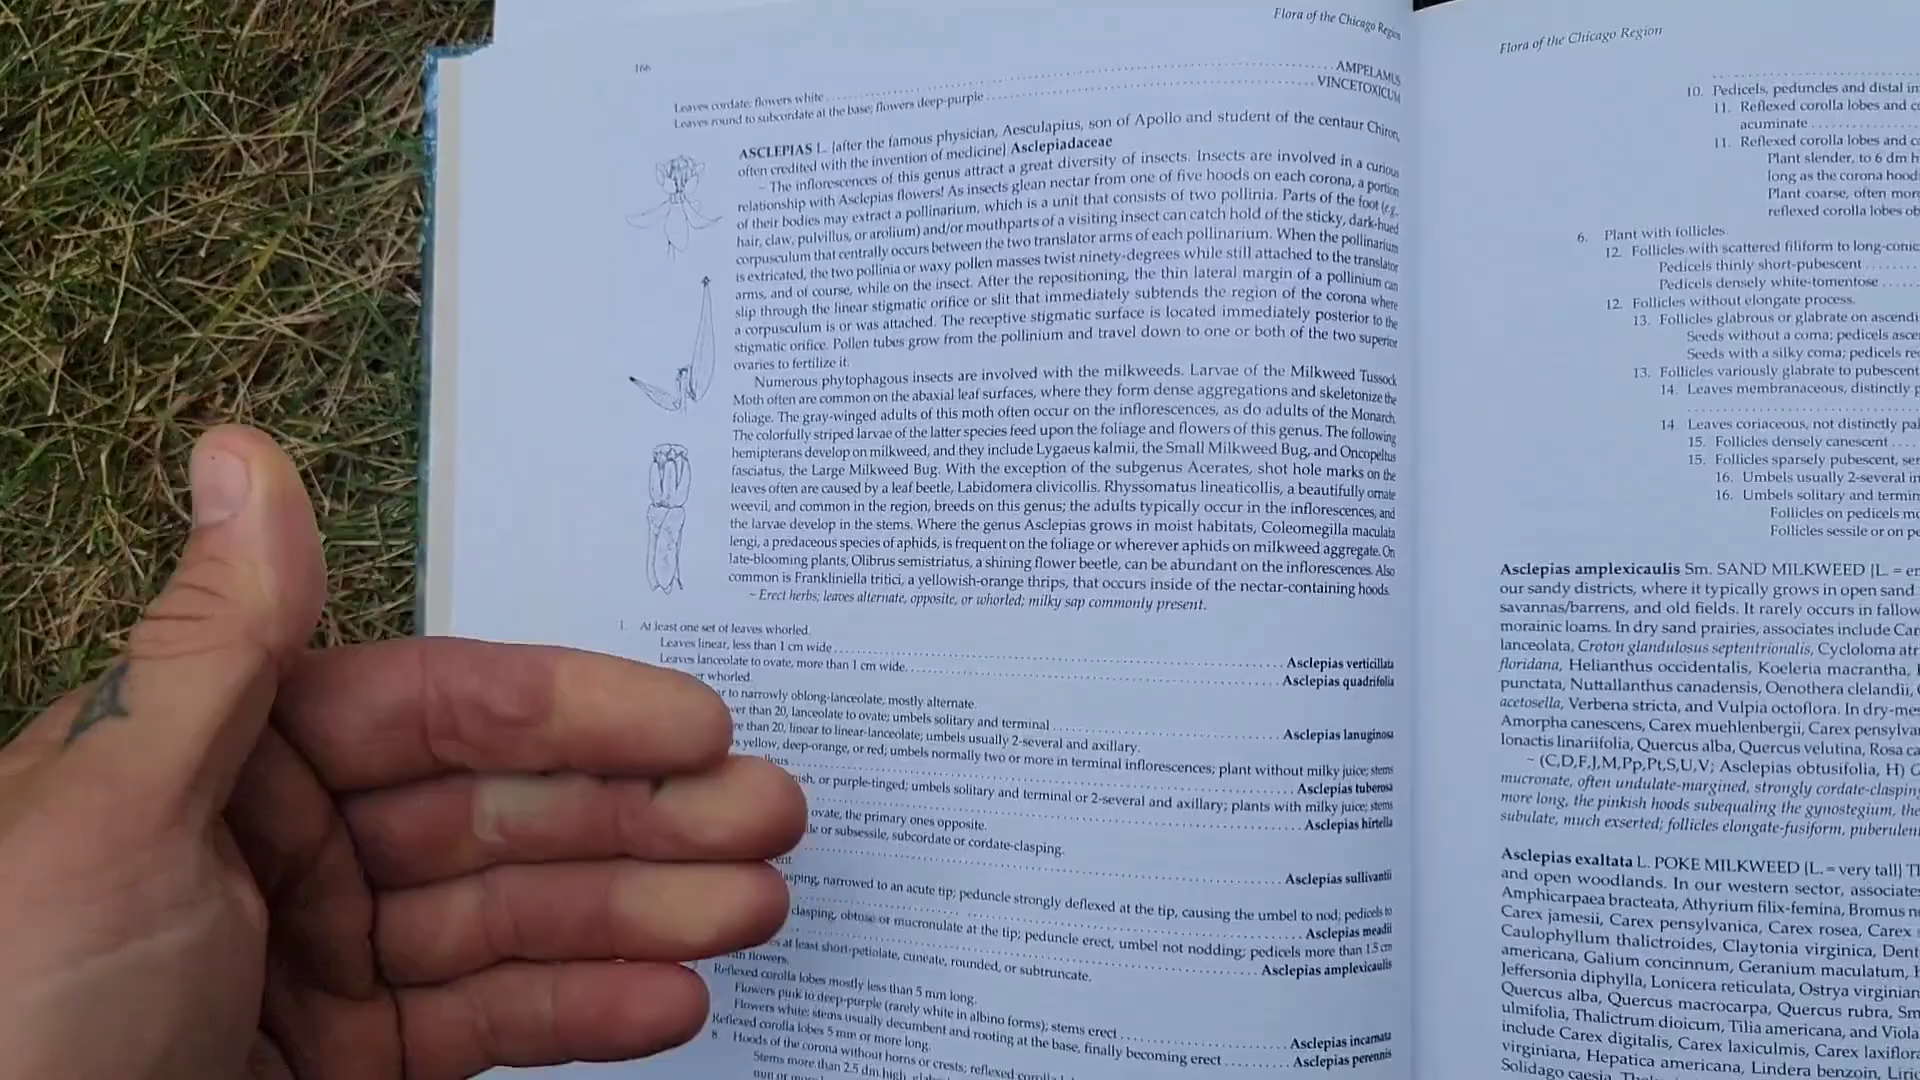 Flora of the Chicago Region
166
Leaves cordate; flowers white ........ AMPELAMUS
Leaves round to subcordate at the base; flowers deep-purple ........ VINCETOXICUM
ASCLEPIAS L. [after the famous physician, Aesculapius, son of Apollo and student of the centaur Chiron,
often credited with the invention of medicine] Asclepiadaceae
~ The inflorescences of this genus attract a great diversity of insects. Insects are involved in a curious
relationship with Asclepias flowers! As insects glean nectar from one of five hoods on each corona, a portion
of their bodies may extract a pollinarium, which is a unit that consists of two pollinia. Parts of the foot (e.g.
hair, claw, pulvillus, or arolium) and/or mouthparts of a visiting insect can catch hold of the sticky, dark-hued
corpusculum that centrally occurs between the two translator arms of each pollinarium. When the pollinarium
is extricated, the two pollinia or waxy pollen masses twist ninety-degrees while still attached to the translator
arms, and of course, while on the insect. After the repositioning, the thin lateral margin of a pollinium can
slip through the linear stigmatic orifice or slit that immediately subtends the region of the corona where
a corpusculum is or was attached. The receptive stigmatic surface is located immediately posterior to the
stigmatic orifice. Pollen tubes grow from the pollinium and travel down to one or both of the two superior
ovaries to fertilize it.
Numerous phytophagous insects are involved with the milkweeds. Larvae of the Milkweed Tussock
Moth often are common on the abaxial leaf surfaces, where they form dense aggregations and skeletonize the
foliage. The gray-winged adults of this moth often occur on the inflorescences, as do adults of the Monarch.
The colorfully striped larvae of the latter species feed upon the foliage and flowers of this genus. The following
hemipterans develop on milkweed, and they include Lygaeus kalmii, the Small Milkweed Bug, and Oncopeltus
fasciatus, the Large Milkweed Bug. With the exception of the subgenus Acerates, shot hole marks on the
leaves often are caused by a leaf beetle, Labidomera clivicollis. Rhyssomatus lineaticollis, a beautifully ornate
weevil, and common in the region, breeds on this genus; the adults typically occur in the inflorescences, and
the larvae develop in the stems. Where the genus Asclepias grows in moist habitats, Coleomegilla maculata
lengi, a predaceous species of aphids, is frequent on the foliage or wherever aphids on milkweed aggregate. On
late-blooming plants, Olibrus semistriatus, a shining flower beetle, can be abundant on the inflorescences. Also
common is Frankliniella tritici, a yellowish-orange thrips, that occurs inside of the nectar-containing hoods.
~ Erect herbs; leaves alternate, opposite, or whorled; milky sap commonly present.
1. At least one set of leaves whorled.
Leaves linear, less than 1 cm wide ........ Asclepias verticillata
Leaves lanceolate to ovate, more than 1 cm wide ........ Asclepias quadrifolia
whorled.
to narrowly oblong-lanceolate, mostly alternate.
than 20, lanceolate to ovate; umbels solitary and terminal ........ Asclepias lanuginosa
than 20, linear to linear-lanceolate; umbels usually 2-several and axillary.
yellow, deep-orange, or red; umbels normally two or more in terminal inflorescences; plant without milky juice; stems
Asclepias tuberosa
or purple-tinged; umbels solitary and terminal or 2-several and axillary; plants with milky juice; stems
Asclepias hirtella
ovate, the primary ones opposite.
or subsessile, subcordate or cordate-clasping.
Asclepias sullivantii
narrowed to an acute tip; peduncle strongly deflexed at the tip, causing the umbel to nod; pedicels to
Asclepias meadii
clasping, obtuse or mucronulate at the tip; peduncle erect, umbel not nodding; pedicels more than 1.5 cm
Asclepias amplexicaulis
at least short-petiolate, cuneate, rounded, or subtruncate.
flowers.
Reflexed corolla lobes mostly less than 5 mm long.
Flowers pink to deep-purple (rarely white in albino forms); stems erect ........ Asclepias incarnata
Flowers white; stems usually decumbent and rooting at the base, finally becoming erect ........ Asclepias perennis
Reflexed corolla lobes 5 mm or more long.
8. Hoods of the corona without horns or crests; reflexed
Stems more than 2.5 dm high
Flora of the Chicago Region
10. Pedicels, peduncles and distal
11. Reflexed corolla lobes and
acuminate
11. Reflexed corolla lobes and
Plant slender, to 6 dm
long as the corona
Plant coarse, often
reflexed corolla lobes
6. Plant with follicles
12. Follicles with scattered filiform to
Pedicels thinly short-pubescent
Pedicels densely white-tomentose
12. Follicles without elongate process.
13. Follicles glabrous or glabrate on
Seeds without a coma; pedicels
Seeds with a silky coma; pedicels
13. Follicles variously glabrate to pubescent
14. Leaves membranaceous, distinctly
14. Leaves coriaceous, not distinctly
15. Follicles densely canescent
15. Follicles sparsely pubescent,
16. Umbels usually 2-several
16. Umbels solitary and
Follicles on pedicels
Follicles sessile or on
Asclepias amplexicaulis Sm. SAND MILKWEED [L. =
our sandy districts, where it typically grows in open sand
savannas/barrens, and old fields. It rarely occurs in
morainic loams. In dry sand prairies, associates include
lanceolata, Croton glandulosus septentrionalis, Cycloloma
floridana, Helianthus occidentalis, Koeleria macrantha,
punctata, Nuttallanthus canadensis, Oenothera clelandii,
acetosella, Verbena stricta, and Vulpia octoflora. In
Amorpha canescens, Carex muehlenbergii, Carex
Ionactis linariifolia, Quercus alba, Quercus velutina, Rosa
~ (C,D,F,J,M,Pp,Pt,S,U,V; Asclepias obtusifolia, H)
mucronate, often undulate-margined, strongly
more long, the pinkish hoods subequaling the gynostegium,
subulate, much exserted; follicles elongate-fusiform,
Asclepias exaltata L. POKE MILKWEED [L. = very tall]
and open woodlands. In our western sector,
Amphicarpaea bracteata, Athyrium filix-femina, Bromus
Carex jamesii, Carex pensylvanica, Carex rosea, Carex
Caulophyllum thalictroides, Claytonia virginica,
americana, Galium concinnum, Geranium maculatum,
Jeffersonia diphylla, Lonicera reticulata, Ostrya
Quercus alba, Quercus macrocarpa, Quercus rubra,
ulmifolia, Thalictrum dioicum, Tilia americana, and
include Carex digitalis, Carex laxiculmis, Carex
virginiana, Hepatica americana, Lindera benzoin,
Solidago caesia,